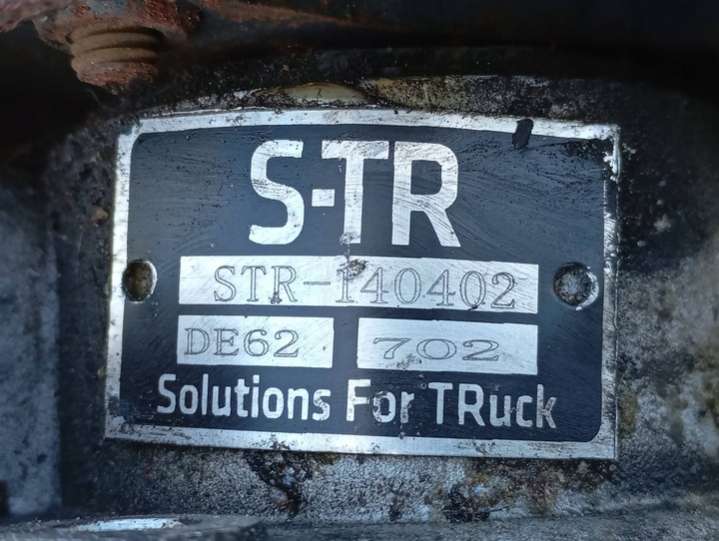 S-TR
STR-140402
DE62 702
Solutions For TRuck